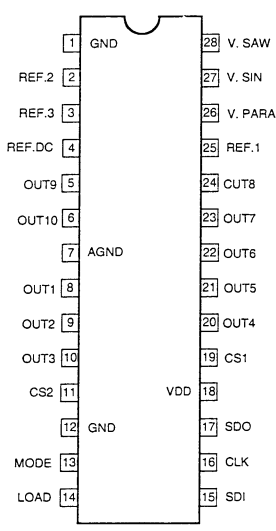 1 GND 28 V. SAW
REF.2 2 27 V. SIN
REF.3 3 26 V. PARA
REF.DC 4 25 REF.1
OUT9 5 24 CUT8
OUT10 6 23 OUT7
7 AGND 22 OUT6
OUT1 8 21 OUT5
OUT2 9 20 OUT4
OUT3 10 19 CS1
CS2 11 VDD 18
12 GND 17 SDO
MODE 13 16 CLK
LOAD 14 15 SDI